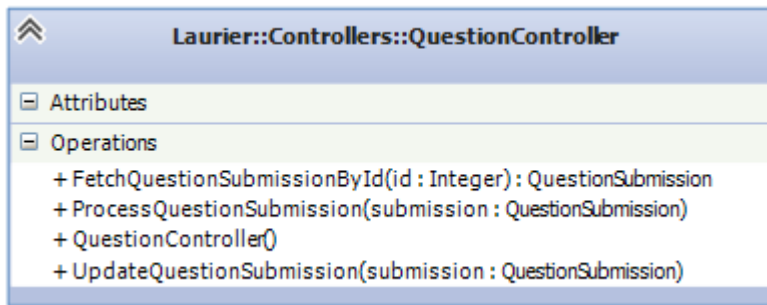 Laurier::Controllers::QuestionController
Attributes
Operations
+ FetchQuestionSubmissionById(id : Integer) : QuestionSubmission
+ ProcessQuestionSubmission(submission : QuestionSubmission)
+ QuestionController()
+ UpdateQuestionSubmission(submission : QuestionSubmission)